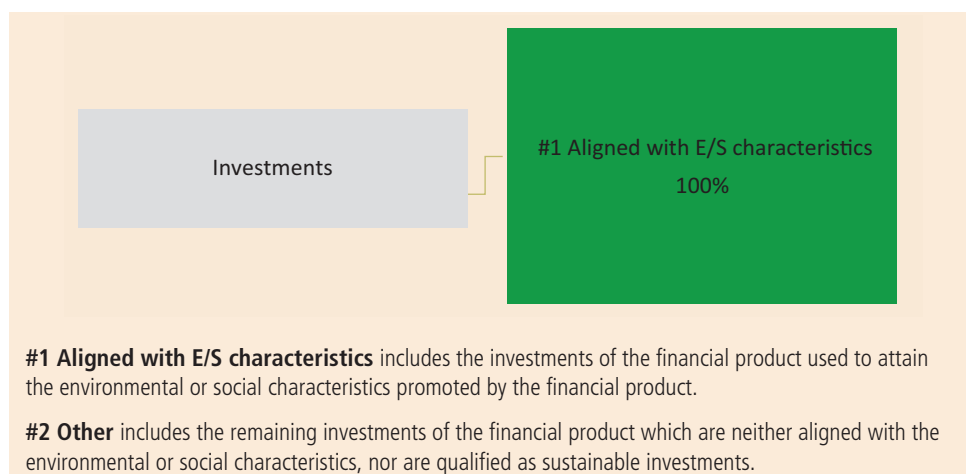 Investments
#1 Aligned with E/S characteristics
100%
#1 Aligned with E/S characteristics includes the investments of the financial product used to attain
the environmental or social characteristics promoted by the financial product.
#2 Other includes the remaining investments of the financial product which are neither aligned with the
environmental or social characteristics, nor are qualified as sustainable investments.